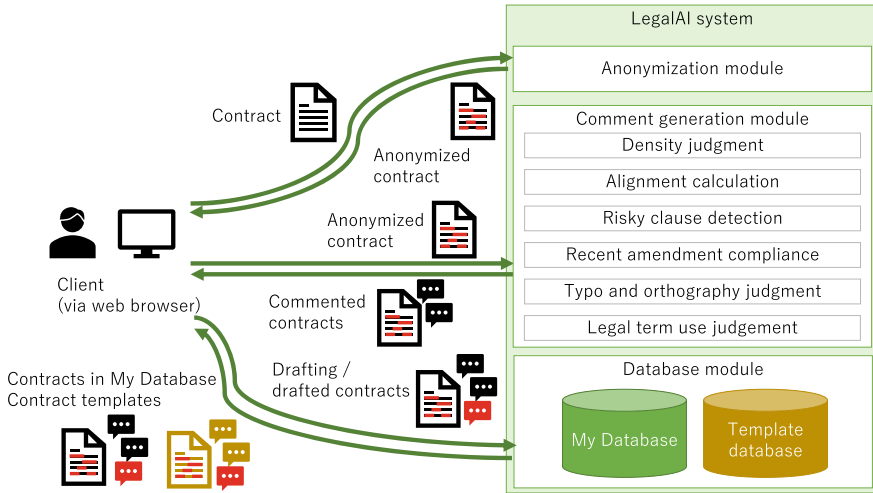 LegalAI system
Anonymization module
Contract
Anonymized
contract
Comment generation module
Density judgment
Alignment calculation
Risky clause detection
Recent amendment compliance
Typo and orthography judgment
Legal term use judgement
Anonymized
contract
Client
(via web browser)
Commented
contracts
Drafting /
drafted contracts
Contracts in My Database
Contract templates
Database module
My Database
Template
database